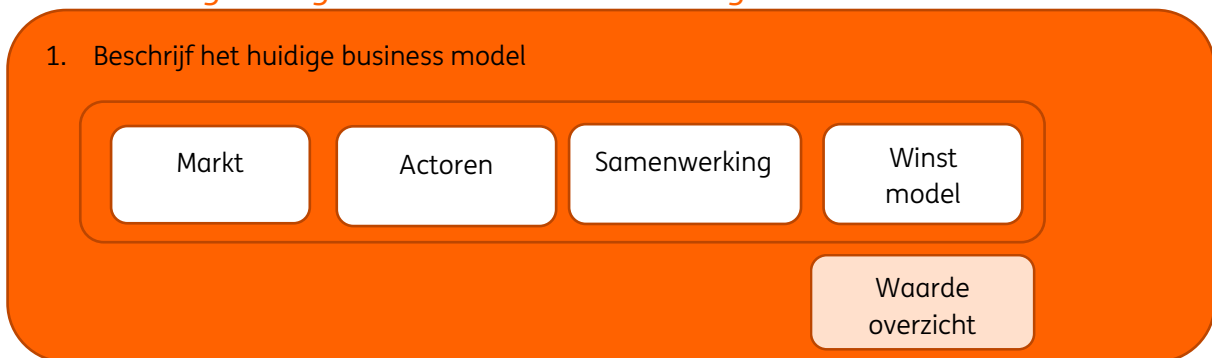 1. Beschrijf het huidige business model
Markt
Actoren
Samenwerking
Winst
model
Waarde
overzicht